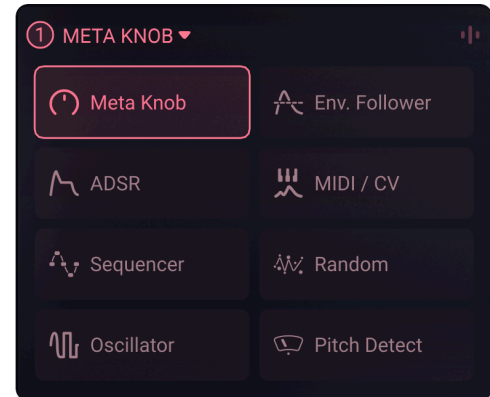 1 META KNOB
Meta Knob
Env. Follower
ADSR
MIDI / CV
Sequencer
Random
Oscillator
Pitch Detect